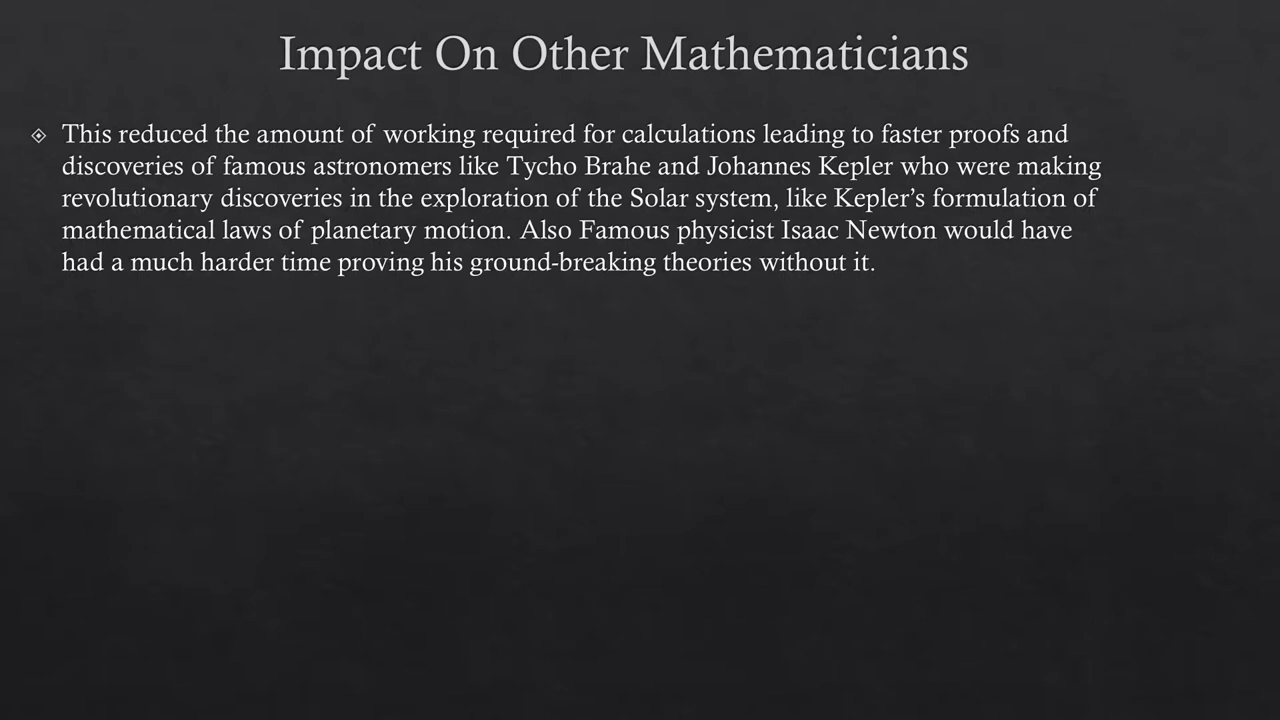 Impact On Other Mathematicians
This reduced the amount of working required for calculations leading to faster proofs and
discoveries of famous astronomers like Tycho Brahe and Johannes Kepler who were making
revolutionary discoveries in the exploration of the Solar system, like Kepler’s formulation of
mathematical laws of planetary motion. Also Famous physicist Isaac Newton would have
had a much harder time proving his ground-breaking theories without it.